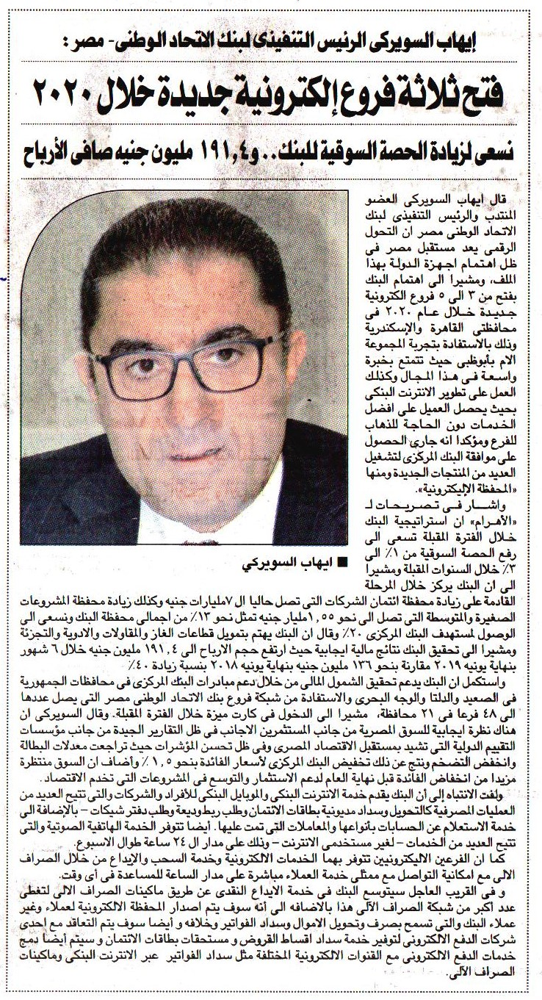 إيهاب السويركى الرئيس التنفيذى لبنك الاتحاد الوطنى- مصر :
فتح ثلاثة فروع إلكترونية جديدة خلال ٢٠٢٠
نسعى لزيادة الحصة السوقية للبنك.. و١٩١,٤ مليون جنيه صافى الأرباح
قال ايهاب السويركى العضو
المنتدب والرئيس التنفيذى لبنك
الاتحاد الوطنى مصر ان التحول
الرقمى يعد مستقبل مصر فى
ظل اهتمام اجهزة الدولة بهذا
الملف، ومشيرا الى اهتمام البنك
بفتح من ٣ الى ٥ فروع الكترونية
جديدة خلال عام ٢٠٢٠ فى
محافظتى القاهرة والإسكندرية
وذلك بالاستفادة بتجربة المجموعة
الام بأبوظبى حيث تتمتع بخبرة
واسعة فى هذا المجال وكذلك
العمل على تطوير الانترنت البنكى
بحيث يحصل العميل على افضل
الخدمات دون الحاجة للذهاب
للفرع ومؤكدا انه جارى الحصول
على موافقة البنك المركزى لتشغيل
العديد من المنتجات الجديدة ومنها
«المحفظة الإليكترونية».
واشار فى تصريحات لـ
«الأهرام» ان استراتيجية البنك
خلال الفترة المقبلة تسعى الى
رفع الحصة السوقية من ١٪ الى
٣٪ خلال السنوات المقبلة ومشيرا
الى ان البنك يركز خلال المرحلة
■ ايهاب السويركي
القادمة على زيادة محفظة ائتمان الشركات التى تصل حاليا ال ٧مليارات جنيه وكذلك زيادة محفظة المشروعات
الصغيرة والمتوسطة التى تصل الى نحو ١,٥٥مليار جنيه تمثل نحو ١٣٪ من اجمالى محفظة البنك ونسعى الى
الوصول لمستهدف البنك المركزى ٢٠٪ وقال ان البنك يهتم بتمويل قطاعات الغاز والمقاولات والادوية والتجزئة
ومشيرا الى تحقيق البنك نتائج مالية ايجابية حيث ارتفع حجم الارباح الى ١٩١,٤ مليون جنيه خلال ٦ شهور
بنهاية يونيه ٢٠١٩ مقارنة بنحو ١٣٦ مليون جنيه بنهاية يونيه ٢٠١٨ بنسبة زيادة ٤٠٪
واستكمل ان البنك يدعم تحقيق الشمول المالى من خلال دعم مبادرات البنك المركزى فى محافظات الجمهورية
فى الصعيد والدلتا والوجه البحرى والاستفادة من شبكة فروع بنك الاتحاد الوطنى مصر التى يصل عددها
الى ٤٨ فرعا فى ٢١ محافظة، مشيرا الى الدخول فى كارت ميزة خلال الفترة المقبلة. وقال السويركى ان
هناك نظرة ايجابية للسوق المصرية من جانب المستثمرين الاجانب فى ظل التقارير الجيدة من جانب مؤسسات
التقييم الدولية التى تشيد بمستقبل الاقتصاد المصرى وفى ظل تحسن المؤشرات حيث تراجعت معدلات البطالة
وانخفض التضخم ونتج عن ذلك تخفيض البنك المركزى لأسعار الفائدة بنحو ١,٥ ٪ وأضاف ان السوق منتظرة
مزيدا من انخفاض الفائدة قبل نهاية العام لدعم الاستثمار والتوسع فى المشروعات التى تخدم الاقتصاد.
ولفت الانتباه إلى أن البنك يقدم خدمة الانترنت البنكى والموبايل البنكى للأفراد والشركات والتى تتيح العديد من
العمليات المصرفية كالتحويل وسداد مديونية بطاقات الائتمان وطلب ربط وديعة وطلب دفتر شيكات - بالإضافة الى
خدمة الاستعلام عن الحسابات بأنواعها والمعاملات التى تمت عليها. أيضا تتوفر الخدمة الهاتفية الصوتية والتى
تتيح العديد من الخدمات - لغير مستخدمى الانترنت - وذلك على مدار ال ٢٤ ساعة طوال الاسبوع.
كما ان الفرعين الاليكترونيين تتوفر بهما الخدمات الالكترونية وخدمة السحب والإيداع من خلال الصراف
الالى مع امكانية التواصل مع ممثلى خدمة العملاء مباشرة على مدار الساعة للمساعدة فى أى وقت.
و فى القريب العاجل سيتوسع البنك فى خدمة الايداع النقدى عن طريق ماكينات الصراف الالى لتغطى
عدد أكبر من شبكة الصراف الآلى هذا بالاضافه الى أنه سوف يتم اصدار المحفظة الالكترونية لعملاء وغير
عملاء البنك والتى تسمح بصرف وتحويل الاموال وسداد الفواتير وخلافه و أيضا سوف يتم التعاقد مع احدى
شركات الدفع الالكترونى لتوفير خدمة سداد اقساط القروض و مستحقات بطاقات الائتمان و سيتم أيضا دمج
خدمات الدفع الالكترونى مع القنوات الالكترونية المختلفة مثل سداد الفواتير عبر الانترنت البنكى وماكينات
الصراف الآلى.